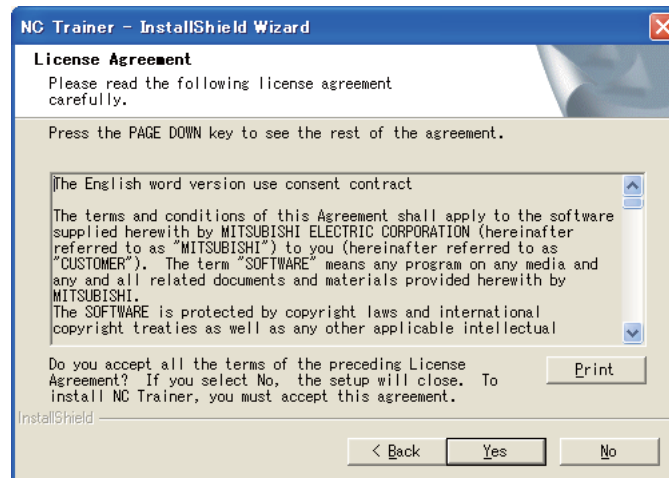 NC Trainer - InstallShield Wizard
License Agreement
Please read the following license agreement
carefully.
Press the PAGE DOWN key to see the rest of the agreement.
The English word version use consent contract
The terms and conditions of this Agreement shall apply to the software
supplied herewith by MITSUBISHI ELECTRIC CORPORATION (hereinafter
referred to as "MITSUBISHI") to you (hereinafter referred to as
"CUSTOMER").  The term "SOFTWARE" means any program on any media and
any and all related documents and materials provided herewith by
MITSUBISHI.
The SOFTWARE is protected by copyright laws and international
copyright treaties as well as any other applicable intellectual
Do you accept all the terms of the preceding License
Agreement?  If you select No,  the setup will close.  To
install NC Trainer, you must accept this agreement.
Print
InstallShield
< Back
Yes
No